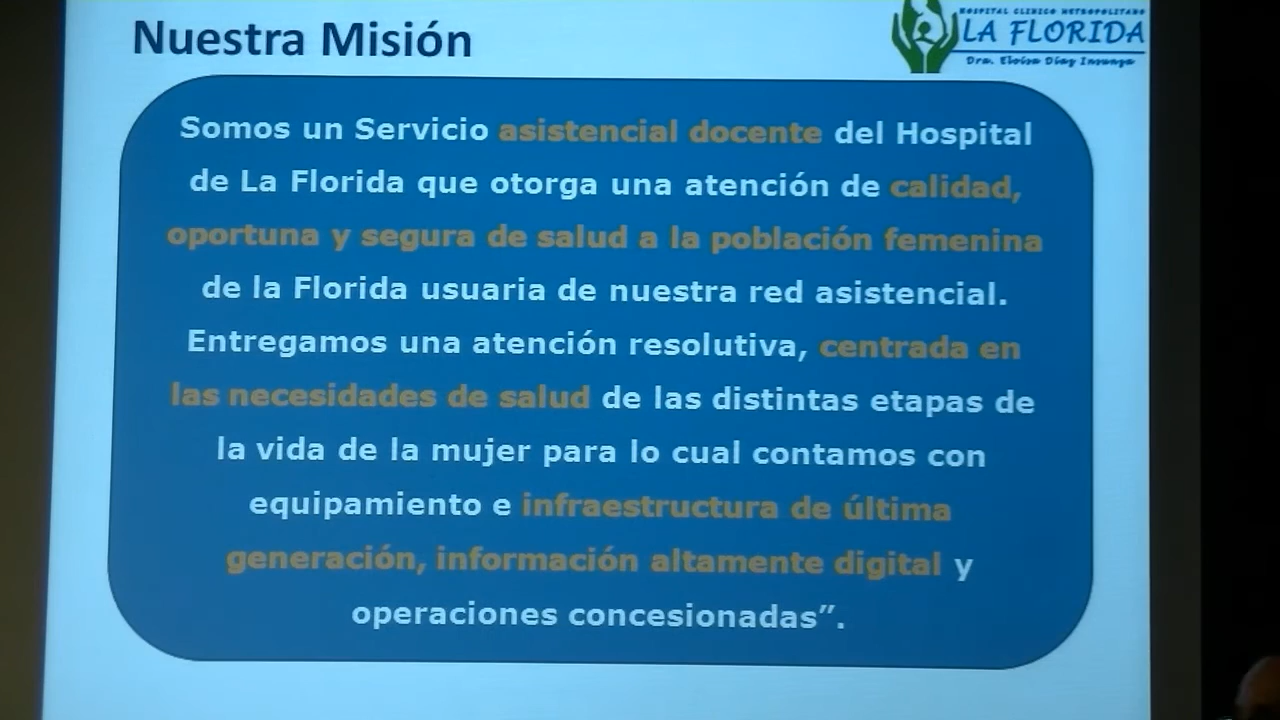 Nuestra Misión
HOSPITAL CLINICO METROPOLITANO
LA FLORIDA
Dra. Eloísa Díaz Insunza
Somos un Servicio asistencial docente del Hospital
de La Florida que otorga una atención de calidad,
oportuna y segura de salud a la población femenina
de la Florida usuaria de nuestra red asistencial.
Entregamos una atención resolutiva, centrada en
las necesidades de salud de las distintas etapas de
la vida de la mujer para lo cual contamos con
equipamiento e infraestructura de última
generación, información altamente digital y
operaciones concesionadas”.